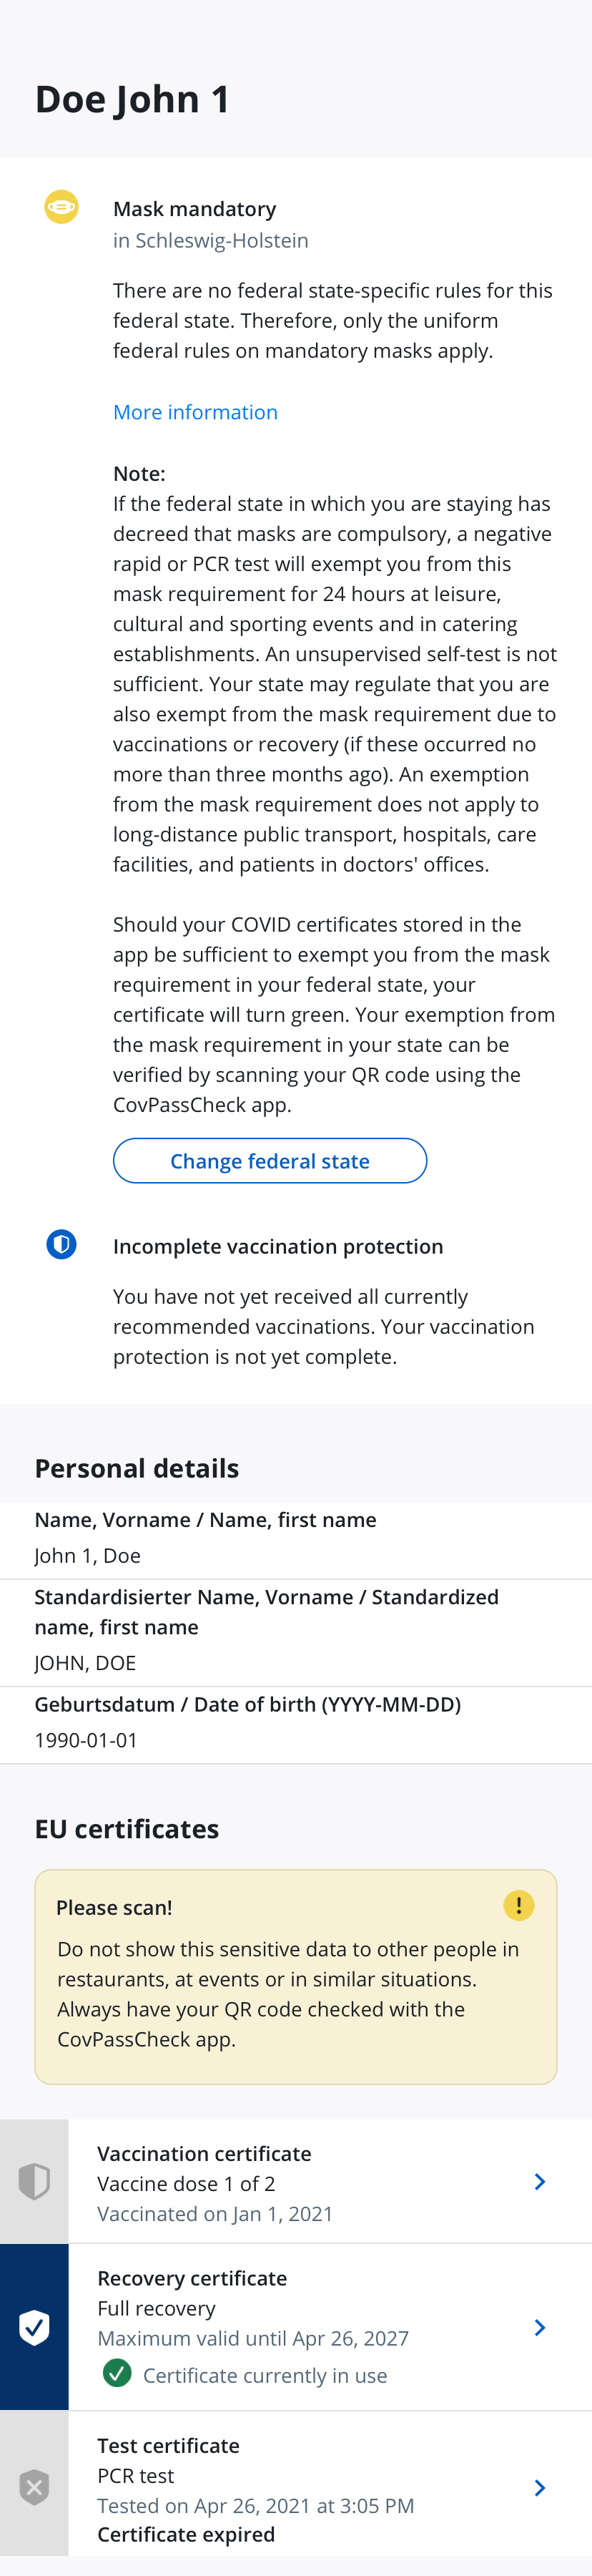 Doe John 1
Mask mandatory
in Schleswig-Holstein
There are no federal state-specific rules for this
federal state. Therefore, only the uniform
federal rules on mandatory masks apply.
More information
Note:
If the federal state in which you are staying has
decreed that masks are compulsory, a negative
rapid or PCR test will exempt you from this
mask requirement for 24 hours at leisure,
cultural and sporting events and in catering
establishments. An unsupervised self-test is not
sufficient. Your state may regulate that you are
also exempt from the mask requirement due to
vaccinations or recovery (if these occurred no
more than three months ago). An exemption
from the mask requirement does not apply to
long-distance public transport, hospitals, care
facilities, and patients in doctors' offices.
Should your COVID certificates stored in the
app be sufficient to exempt you from the mask
requirement in your federal state, your
certificate will turn green. Your exemption from
the mask requirement in your state can be
verified by scanning your QR code using the
CovPassCheck app.
Change federal state
Incomplete vaccination protection
You have not yet received all currently
recommended vaccinations. Your vaccination
protection is not yet complete.
Personal details
Name, Vorname / Name, first name
John 1, Doe
Standardisierter Name, Vorname / Standardized
name, first name
JOHN, DOE
Geburtsdatum / Date of birth (YYYY-MM-DD)
1990-01-01
EU certificates
Please scan!
Do not show this sensitive data to other people in
restaurants, at events or in similar situations.
Always have your QR code checked with the
CovPassCheck app.
Vaccination certificate
Vaccine dose 1 of 2
Vaccinated on Jan 1, 2021
Recovery certificate
Full recovery
Maximum valid until Apr 26, 2027
Certificate currently in use
Test certificate
PCR test
Tested on Apr 26, 2021 at 3:05 PM
Certificate expired